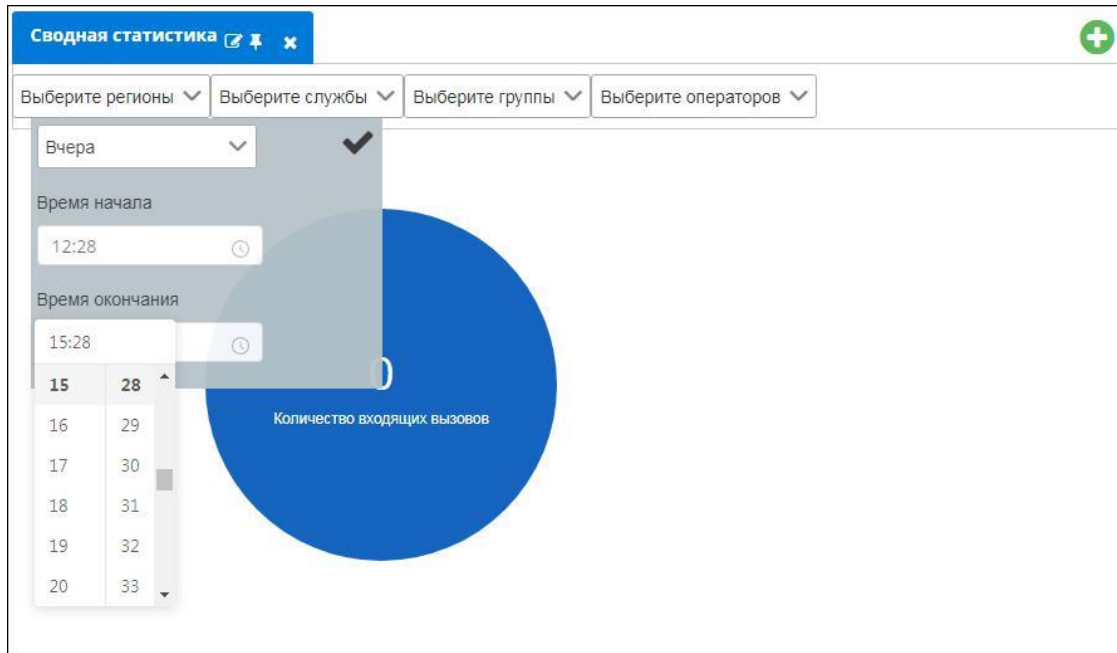 Сводная статистика
Выберите регионы Выберите службы Выберите группы Выберите операторов
Вчера
Время начала
12:28
Время окончания
15:28
0
15 28
Количество входящих вызовов
16 29
17 30
18 31
19 32
20 33